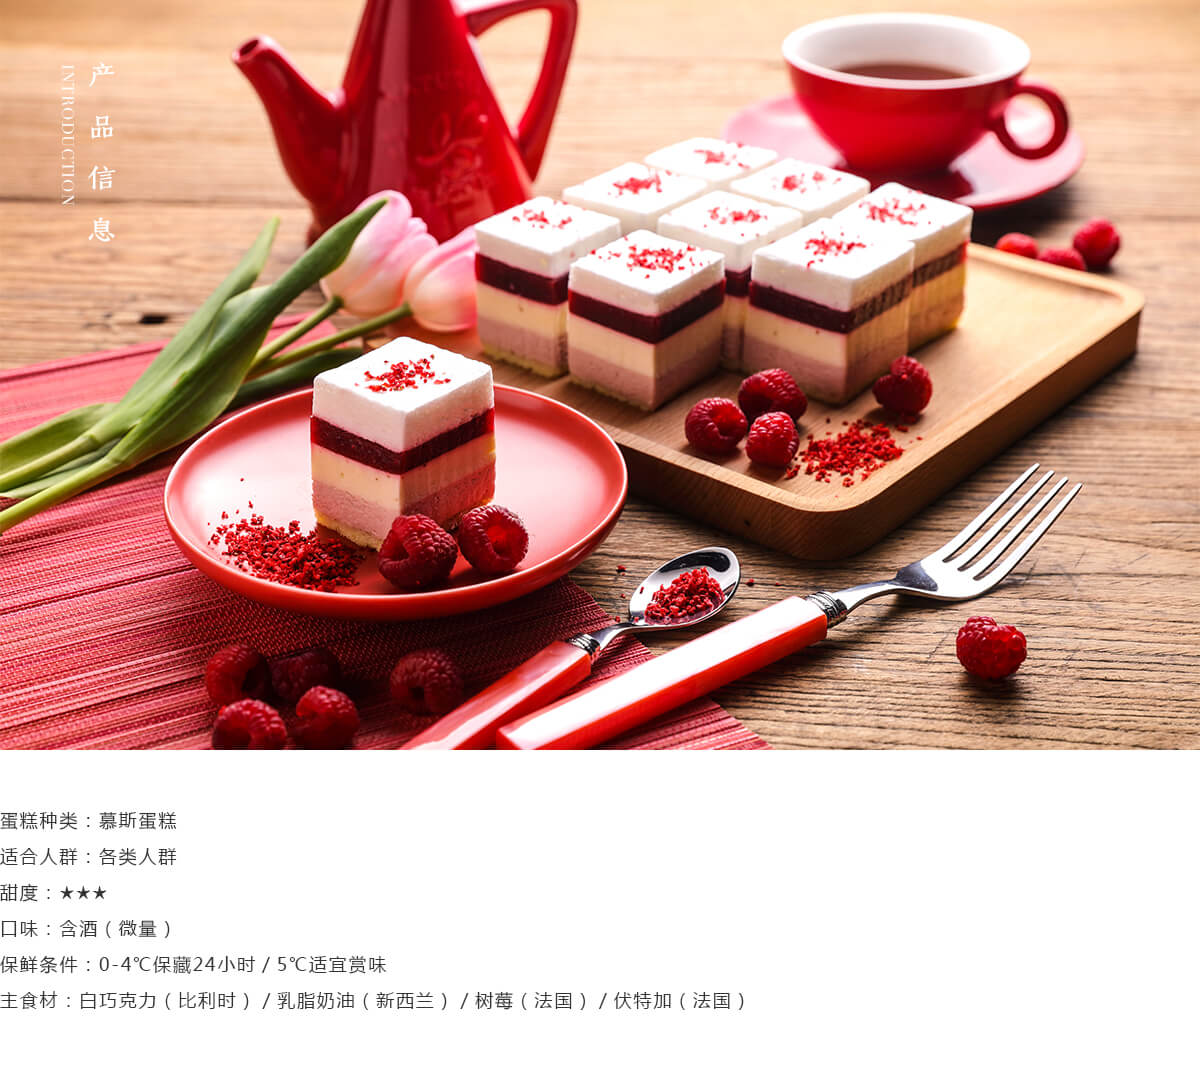 产品信息
INTRODUCTION
蛋糕种类：慕斯蛋糕
适合人群：各类人群
甜度：★★★
口味：含酒（微量）
保鲜条件：0-4℃保藏24小时 / 5℃适宜赏味
主食材：白巧克力（比利时） / 乳脂奶油（新西兰） / 树莓（法国） / 伏特加（法国）